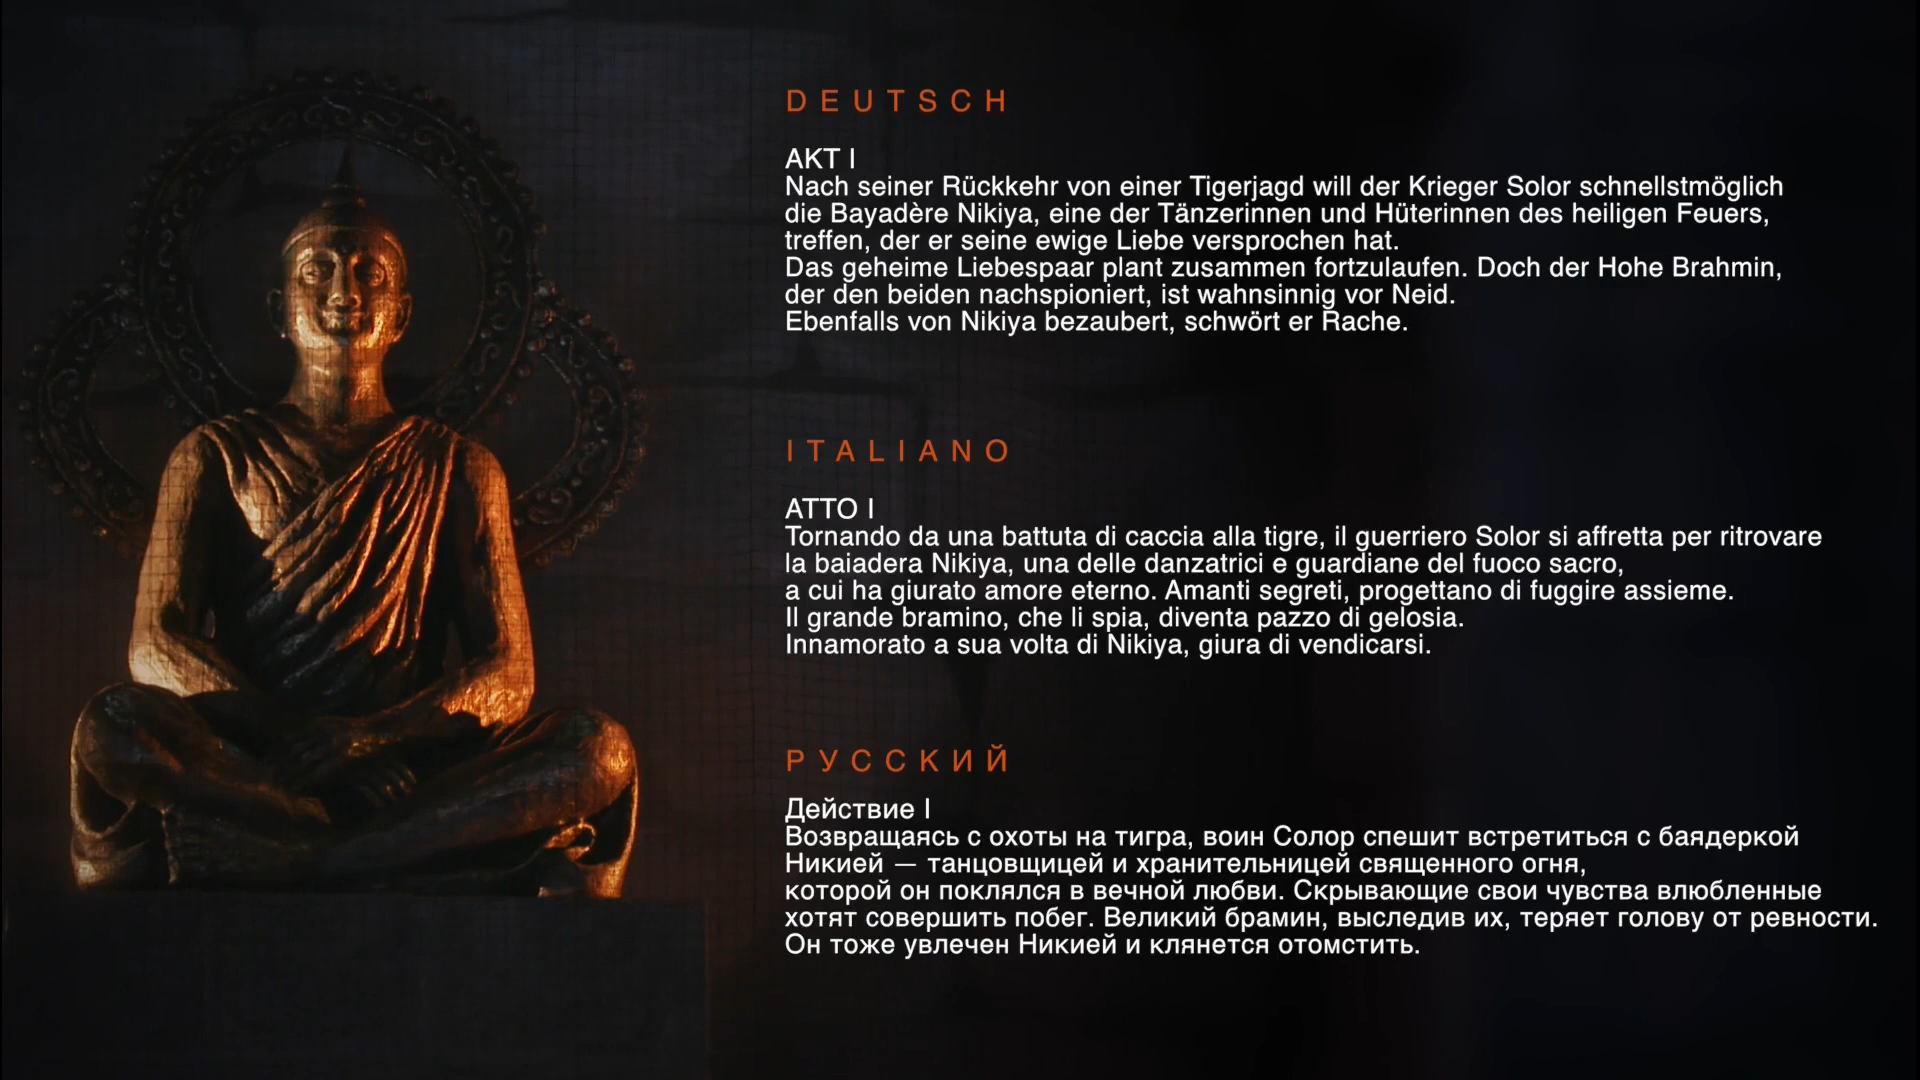 DEUTSCH
AKT I
Nach seiner Rückkehr von einer Tigerjagd will der Krieger Solor schnellstmöglich
die Bayadère Nikiya, eine der Tänzerinnen und Hüterinnen des heiligen Feuers,
treffen, der er seine ewige Liebe versprochen hat.
Das geheime Liebespaar plant zusammen fortzulaufen. Doch der Hohe Brahmin,
der den beiden nachspioniert, ist wahnsinnig vor Neid.
Ebenfalls von Nikiya bezaubert, schwört er Rache.
ITALIANO
ATTO I
Tornando da una battuta di caccia alla tigre, il guerriero Solor si affretta per ritrovare
la baiadera Nikiya, una delle danzatrici e guardiane del fuoco sacro,
a cui ha giurato amore eterno. Amanti segreti, progettano di fuggire assieme.
Il grande bramino, che li spia, diventa pazzo di gelosia.
Innamorato a sua volta di Nikiya, giura di vendicarsi.
РУССКИЙ
Действие I
Возвращаясь с охоты на тигра, воин Солор спешит встретиться с баядеркой
Никией — танцовщицей и хранительницей священного огня,
которой он поклялся в вечной любви. Скрывающие свои чувства влюбленные
хотят совершить побег. Великий брамин, выследив их, теряет голову от ревности.
Он тоже увлечен Никией и клянется отомстить.